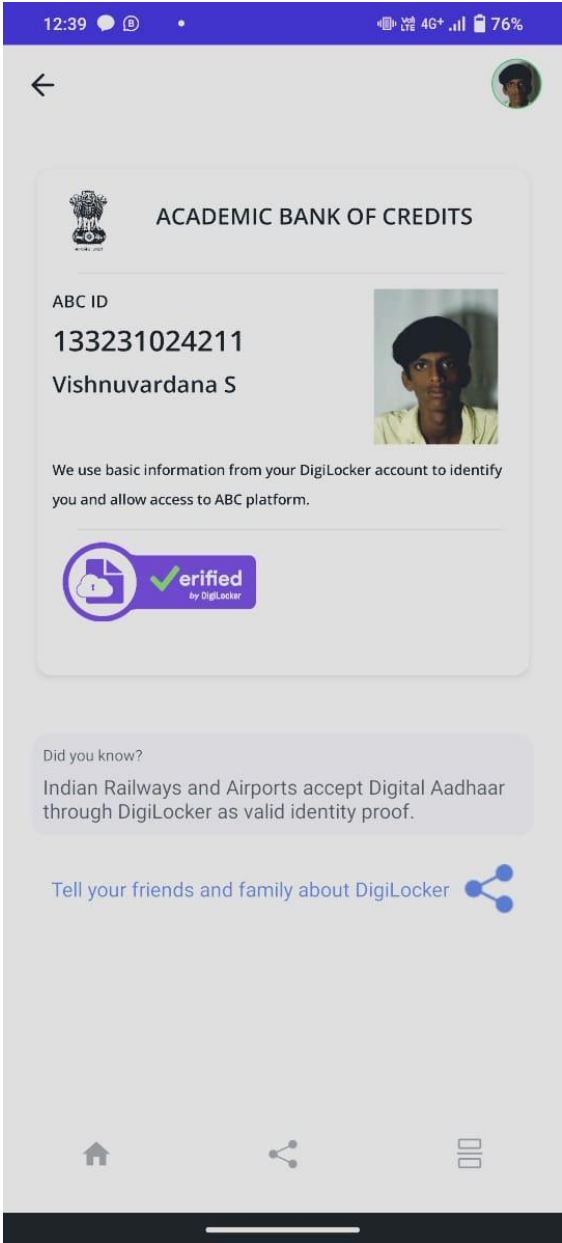 12:39 76%
4G+
ACADEMIC BANK OF CREDITS
ABC ID
133231024211
Vishnuvardana S
We use basic information from your DigiLocker account to identify
you and allow access to ABC platform.
erified
by DigiLocker
Did you know?
Indian Railways and Airports accept Digital Aadhaar
through DigiLocker as valid identity proof.
Tell your friends and family about DigiLocker